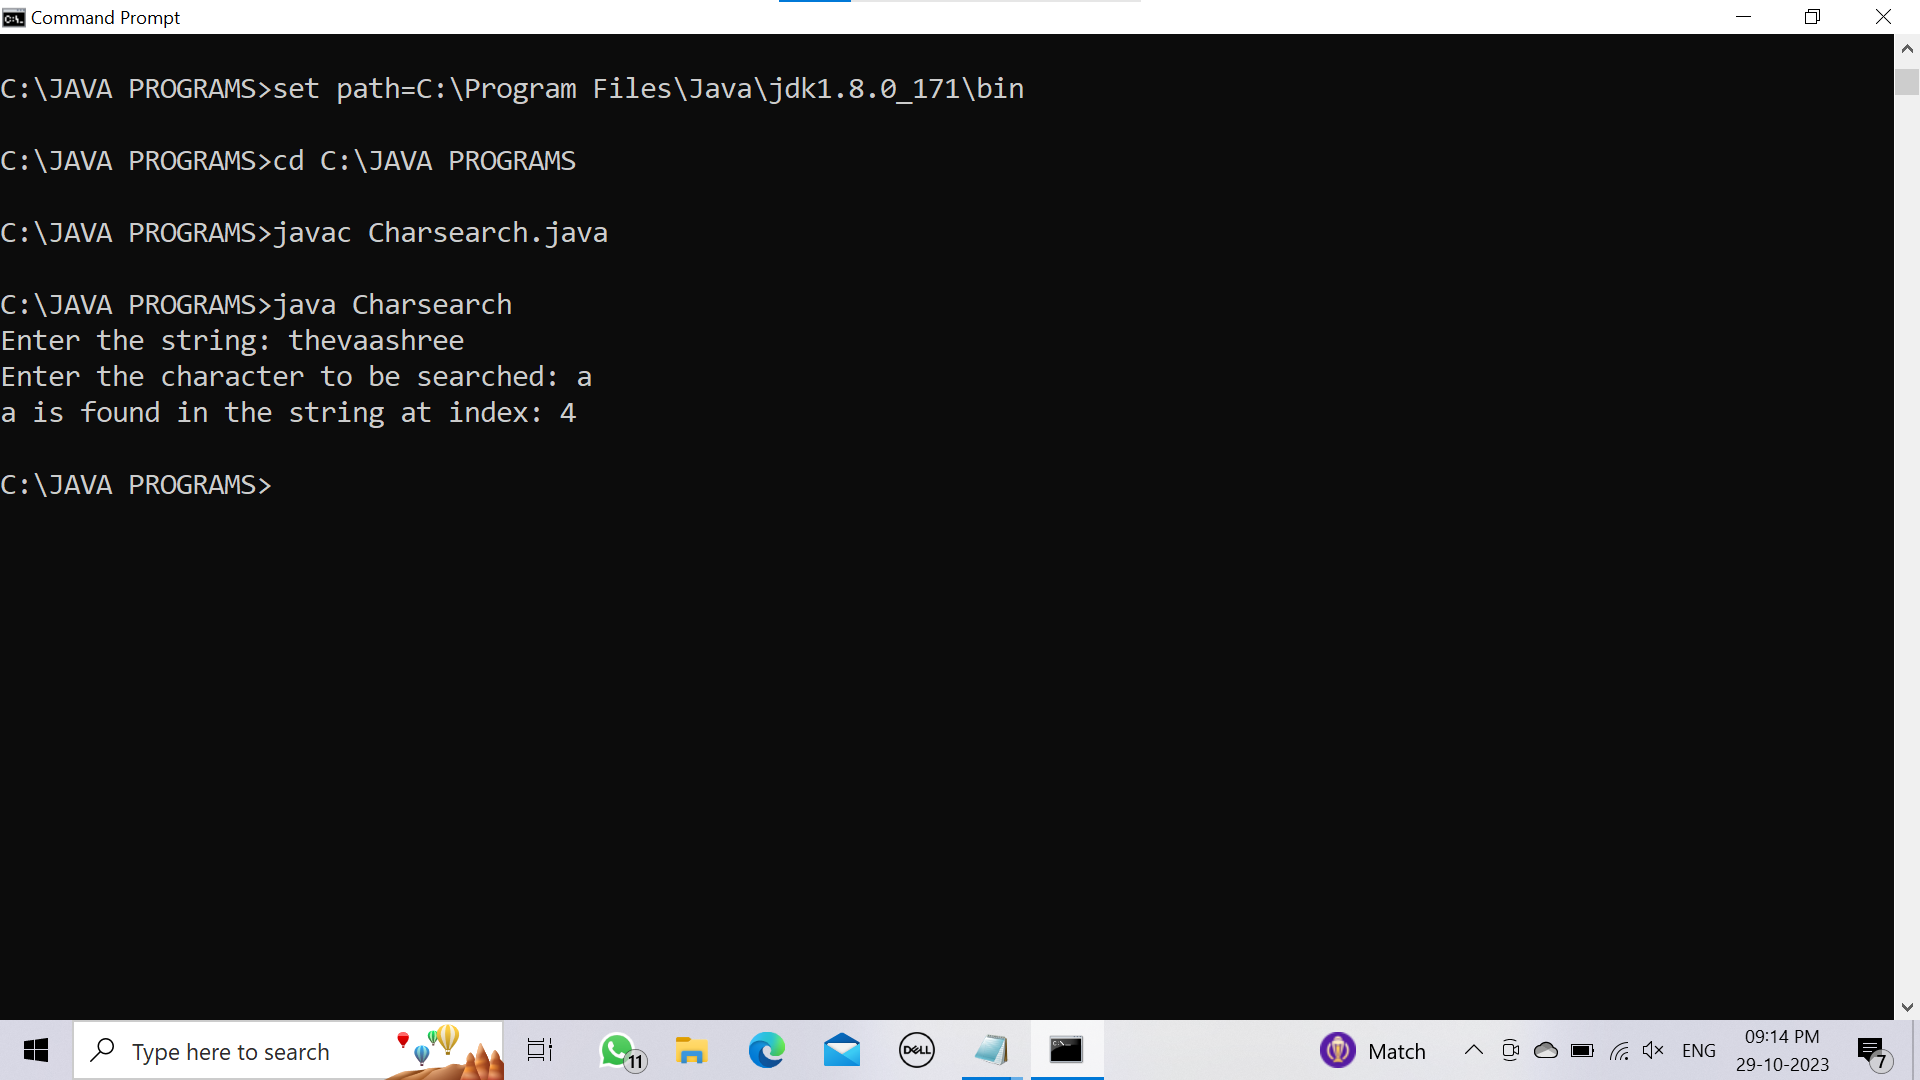 Command Prompt
C:\JAVA PROGRAMS>set path=C:\Program Files\Java\jdk1.8.0_171\bin
C:\JAVA PROGRAMS>cd C:\JAVA PROGRAMS
C:\JAVA PROGRAMS>javac Charsearch.java
C:\JAVA PROGRAMS>java Charsearch
Enter the string: thevaashree
Enter the character to be searched: a
a is found in the string at index: 4
C:\JAVA PROGRAMS>
Type here to search
11
DELL
Match
ENG
09:14 PM
29-10-2023
7